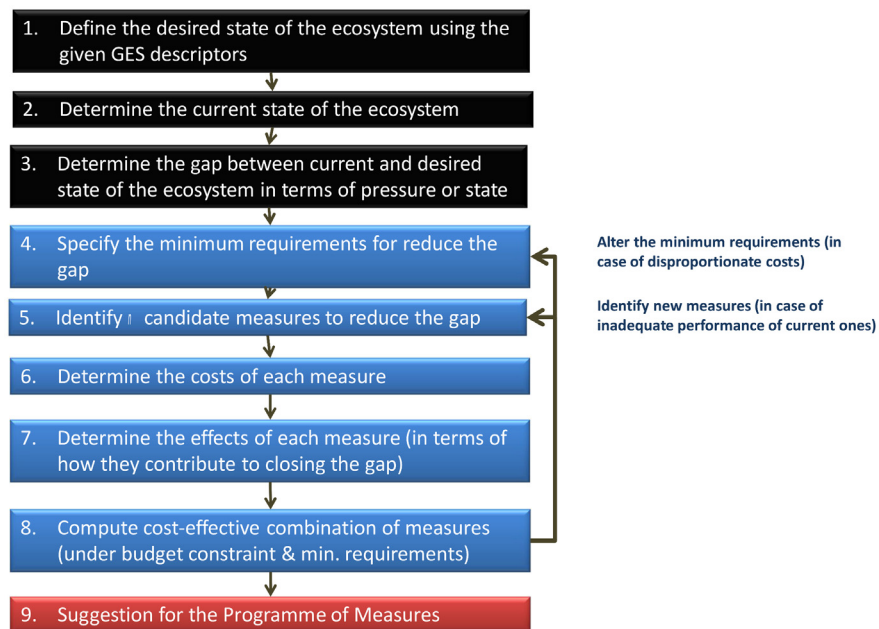 1. Define the desired state of the ecosystem using the
given GES descriptors
2. Determine the current state of the ecosystem
3. Determine the gap between current and desired
state of the ecosystem in terms of pressure or state
4. Specify the minimum requirements for reduce the
gap
Alter the minimum requirements (in
case of disproportionate costs)
5. Identify candidate measures to reduce the gap
Identify new measures (in case of
inadequate performance of current ones)
6. Determine the costs of each measure
7. Determine the effects of each measure (in terms of
how they contribute to closing the gap)
8. Compute cost-effective combination of measures
(under budget constraint & min. requirements)
9. Suggestion for the Programme of Measures